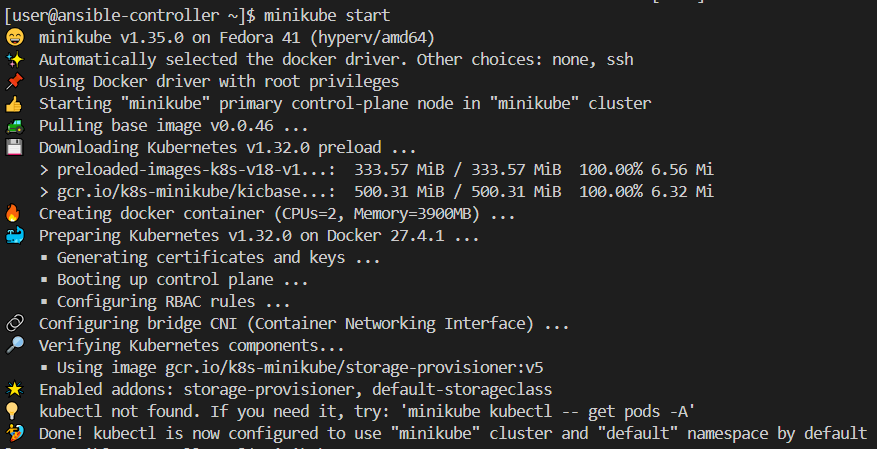 [user@ansible-controller ~]$ minikube start
😄 minikube v1.35.0 on Fedora 41 (hyperv/amd64)
✨ Automatically selected the docker driver. Other choices: none, ssh
📌 Using Docker driver with root privileges
👍 Starting "minikube" primary control-plane node in "minikube" cluster
🚜 Pulling base image v0.0.46 ...
💾 Downloading Kubernetes v1.32.0 preload ...
> preloaded-images-k8s-v18-v1...: 333.57 MiB / 333.57 MiB 100.00% 6.56 Mi
> gcr.io/k8s-minikube/kicbase...: 500.31 MiB / 500.31 MiB 100.00% 6.32 Mi
🔥 Creating docker container (CPUs=2, Memory=3900MB) ...
🐳 Preparing Kubernetes v1.32.0 on Docker 27.4.1 ...
▪ Generating certificates and keys ...
▪ Booting up control plane ...
▪ Configuring RBAC rules ...
🔗 Configuring bridge CNI (Container Networking Interface) ...
🔎 Verifying Kubernetes components...
▪ Using image gcr.io/k8s-minikube/storage-provisioner:v5
🌟 Enabled addons: storage-provisioner, default-storageclass
💡 kubectl not found. If you need it, try: 'minikube kubectl -- get pods -A'
🏄 Done! kubectl is now configured to use "minikube" cluster and "default" namespace by default